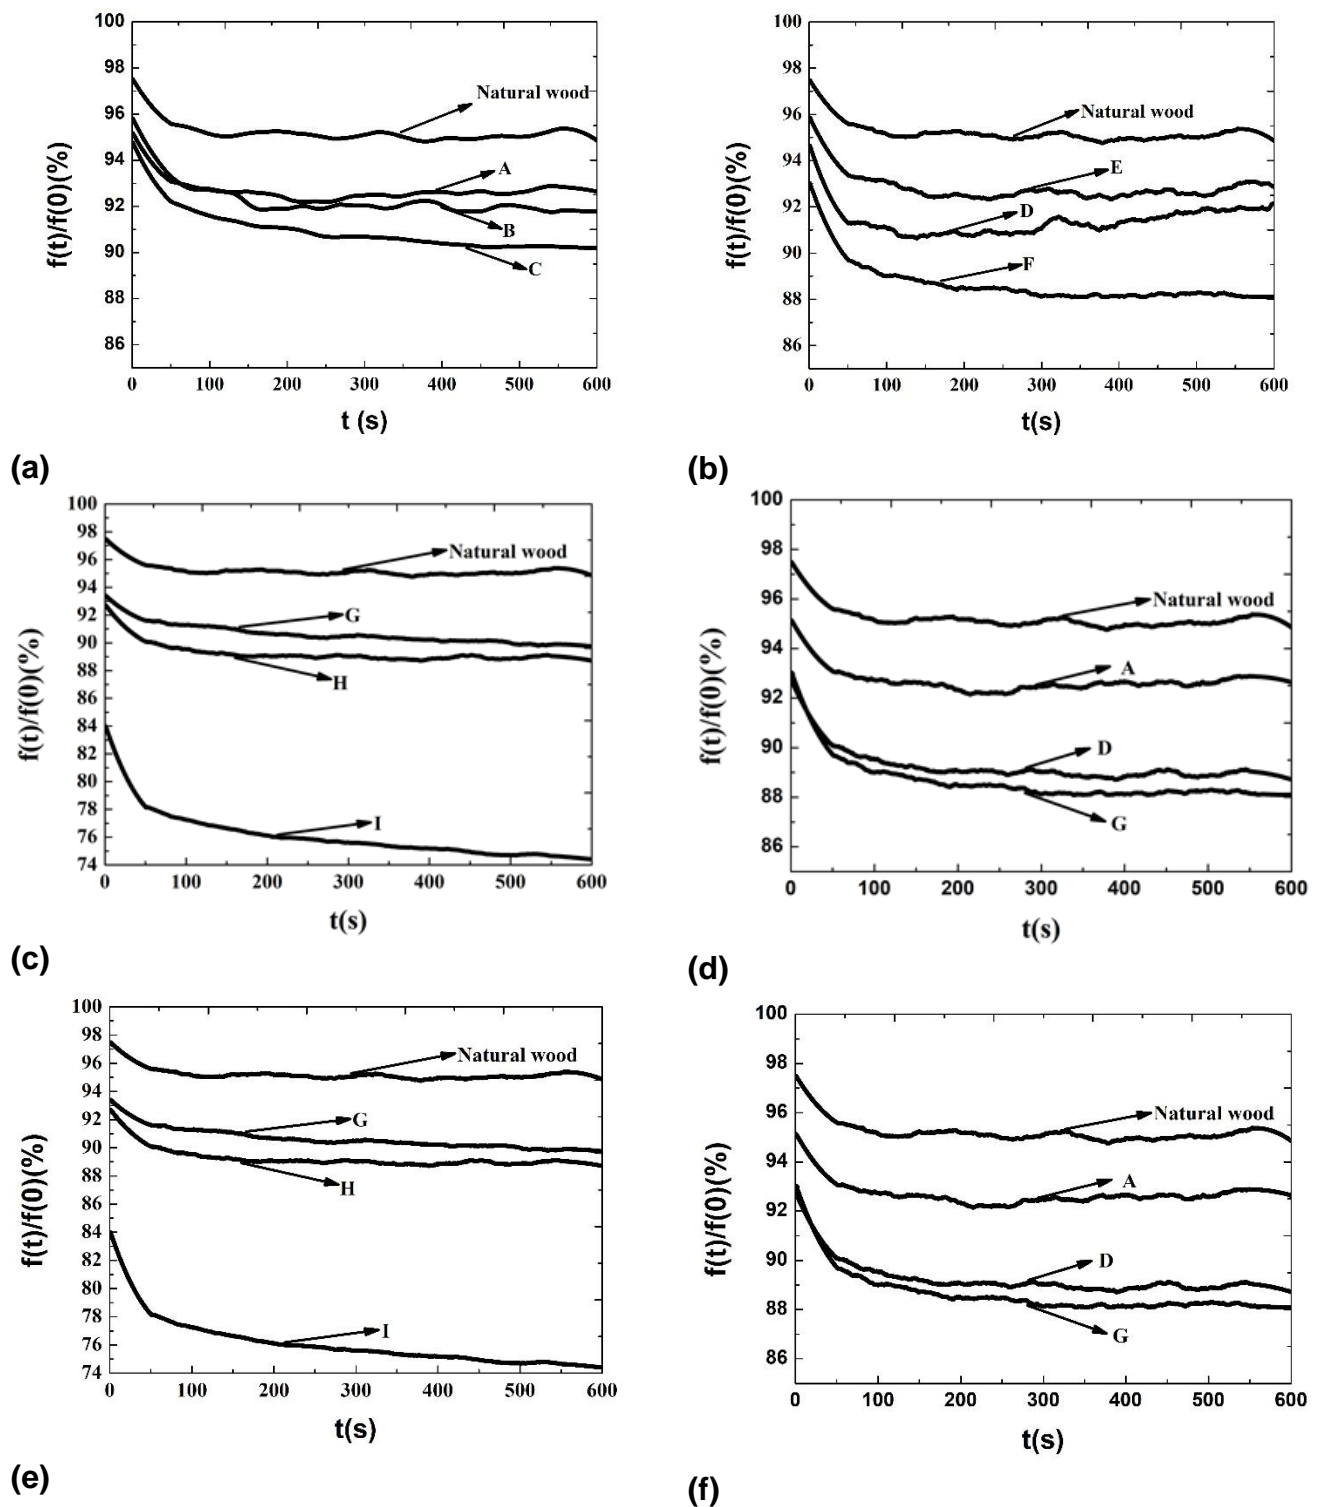 100
98
96
94
92
90
88
86
f(t)/f(0)(%)
Natural wood
A
B
C
0 100 200 300 400 500 600
t (s)
(a)
100
98
96
94
92
90
88
86
f(t)/f(0)(%)
Natural wood
E
D
F
0 100 200 300 400 500 600
t(s)
(b)
100
98
96
94
92
90
88
86
84
82
80
78
76
74
f(t)/f(0)(%)
Natural wood
G
H
I
0 100 200 300 400 500 600
t(s)
(c)
100
98
96
94
92
90
88
86
f(t)/f(0)(%)
Natural wood
A
D
G
0 100 200 300 400 500 600
t(s)
(d)
100
98
96
94
92
90
88
86
84
82
80
78
76
74
f(t)/f(0)(%)
Natural wood
G
H
I
0 100 200 300 400 500 600
t(s)
(e)
100
98
96
94
92
90
88
86
f(t)/f(0)(%)
Natural wood
A
D
G
0 100 200 300 400 500 600
t(s)
(f)